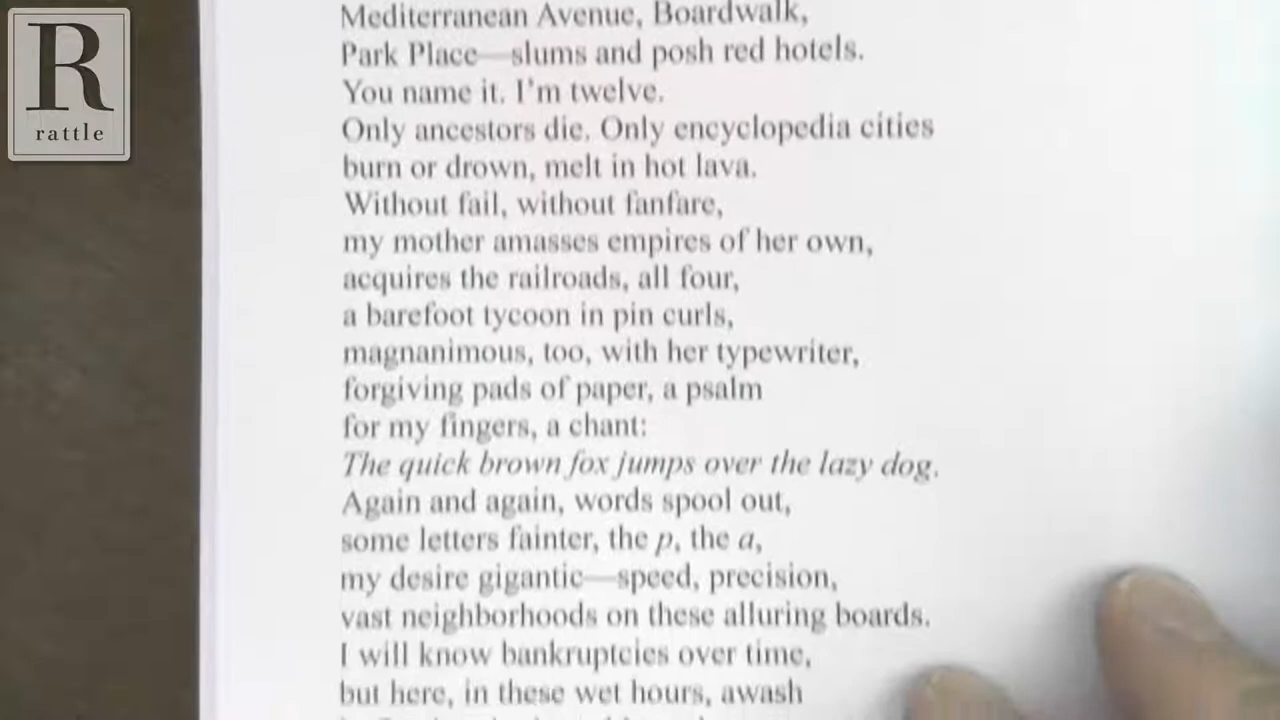 R
rattle
Mediterranean Avenue, Boardwalk,
Park Place—slums and posh red hotels.
You name it. I'm twelve.
Only ancestors die. Only encyclopedia cities
burn or drown, melt in hot lava.
Without fail, without fanfare,
my mother amasses empires of her own,
acquires the railroads, all four,
a barefoot tycoon in pin curls,
magnanimous, too, with her typewriter,
forgiving pads of paper, a psalm
for my fingers, a chant:
The quick brown fox jumps over the lazy dog.
Again and again, words spool out,
some letters fainter, the p, the a,
my desire gigantic—speed, precision,
vast neighborhoods on these alluring boards.
I will know bankruptcies over time,
but here, in these wet hours, awash